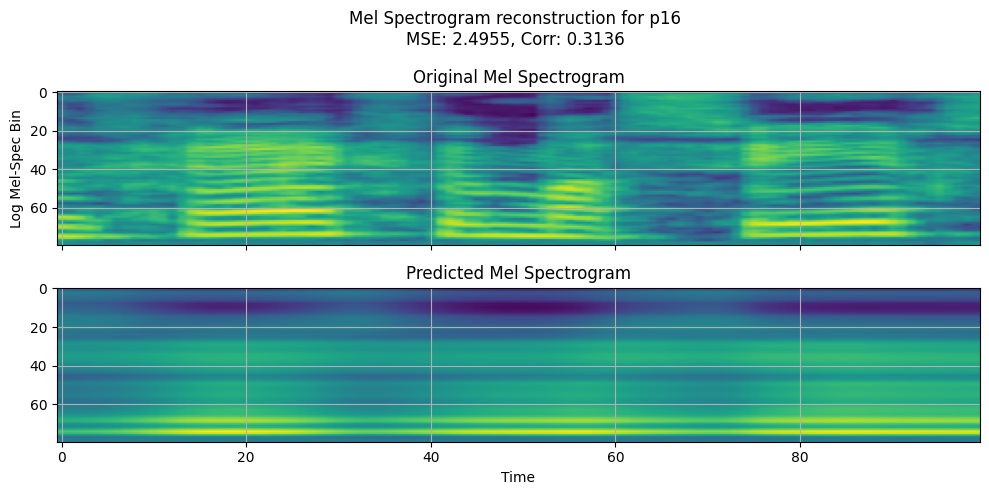 Mel Spectrogram reconstruction for p16
MSE: 2.4955, Corr: 0.3136
Original Mel Spectrogram
0
20
40
60
Log Mel-Spec Bin
Predicted Mel Spectrogram
0
20
40
60
0 20 40 60 80
Time